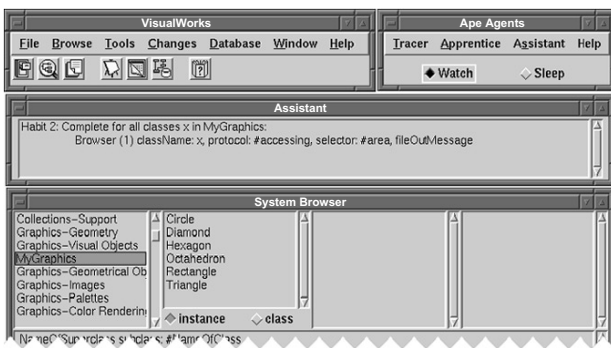 VisualWorks
File Browse Tools Changes Database Window Help
Ape Agents
Tracer Apprentice Assistant Help
Watch Sleep
Assistant
Habit 2: Complete for all classes x in MyGraphics:
Browser (1) className: x, protocol: #accessing, selector: #area, fileOutMessage
System Browser
Collections-Support
Graphics-Geometry
Graphics-Visual Objects
MyGraphics
Graphics-Geometrical Ob
Graphics-Images
Graphics-Palettes
Graphics-Color Renderin
Circle
Diamond
Hexagon
Octahedron
Rectangle
Triangle
instance class
NameOfSuperclass subclass: #NameOfClass